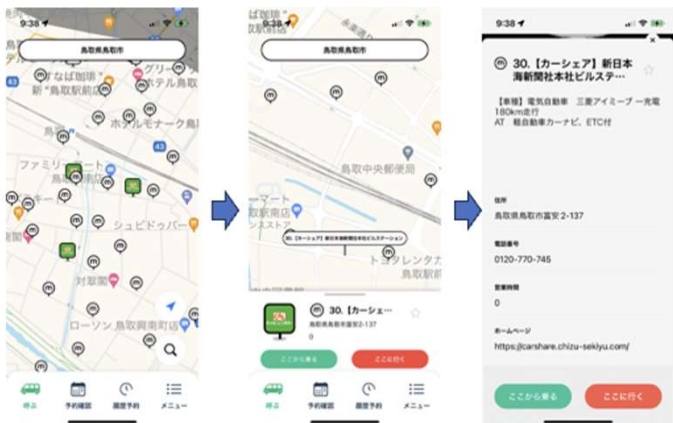 9:38
鳥取県鳥取市
すなば珈琲
新"鳥取駅前店
ホテル鳥取
43
ホテルモナーク鳥
43
鳥取
ファミリーマート
シュビドゥバー
対翠閣
ローソン 鳥取興南町店
呼ぶ
予約確認
履歴予約
メニュー
9:38
鳥取県鳥取市
鳥取中央郵便局
30.【カーシェア】新日本海新聞社本社ビルステーション
トヨタレンタカ
鳥取駅前
30.【カーシェ…
鳥取県鳥取市富安2-137
0
ここから乗る
ここに行く
呼ぶ
予約確認
履歴予約
メニュー
9:38
30.【カーシェア】新日本
海新聞社本社ビルステ…
【車種】電気自動車 三菱アイミーブ 一充電
180km走行
AT 軽自動車カーナビ、ETC付
住所
鳥取県鳥取市富安2-137
電話番号
0120-770-745
営業時間
0
ホームページ
https://carshare.chizu-sekiyu.com/
ここから乗る
ここに行く